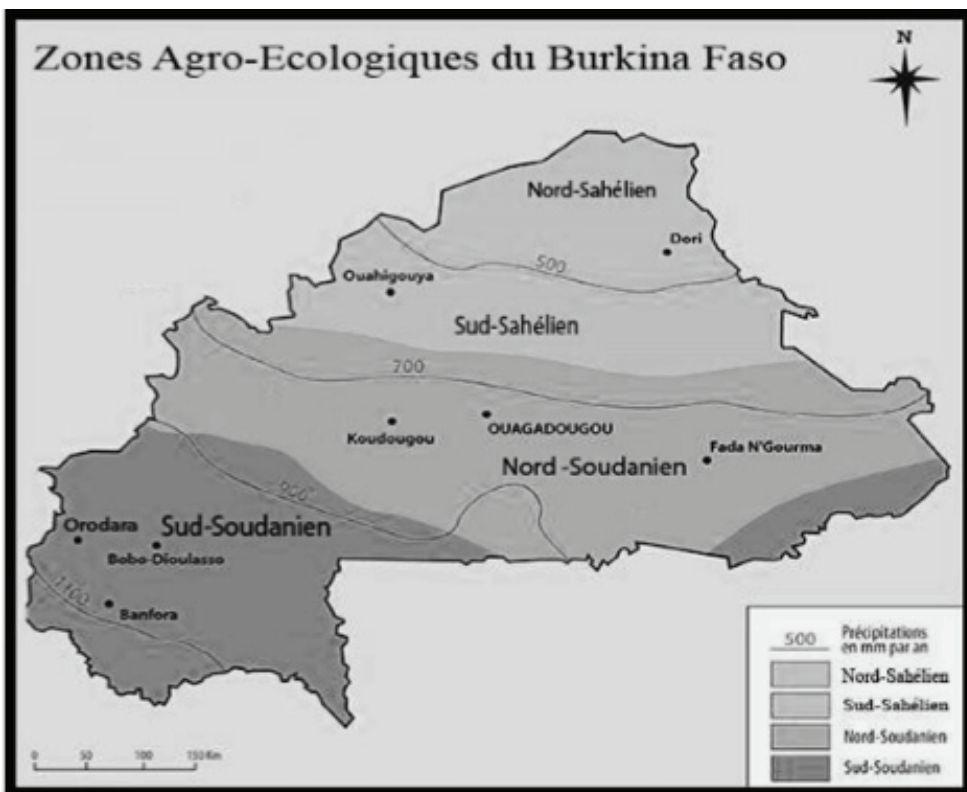 Zones Agro-Ecologiques du Burkina Faso
N
Nord-Sahélien
Dori
500
Ouahigouya
Sud-Sahélien
700
OUAGADOUGOU
Koudougou
Fada N'Gourma
Nord -Soudanien
900
Orodara
Sud-Soudanien
Bobo-Dioulasso
1100
Banfora
500
Précipitations
en mm par an
Nord-Sahélien
Sud-Sahélien
Nord-Soudanien
Sud-Soudanien
0 50 100 150 Km